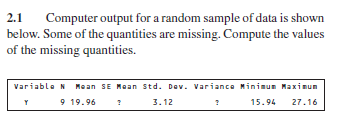 2.1 Computer output for a random sample of data is shown
below. Some of the quantities are missing. Compute the values
of the missing quantities.
Variable N Mean SE Mean Std. Dev. Variance Minimum Maximum
Y 9 19.96 ? 3.12 ? 15.94 27.16